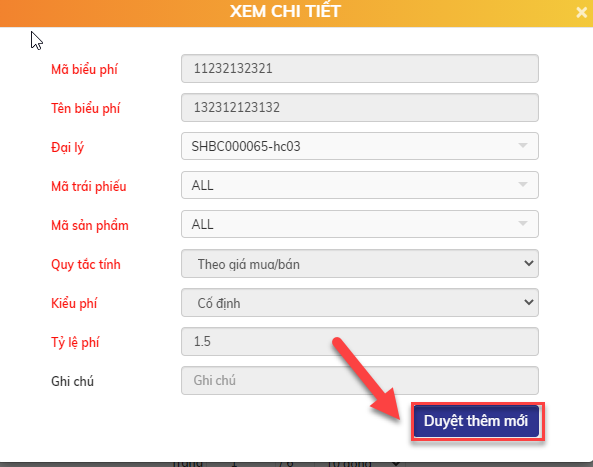 XEM CHI TIẾT ×
Mã biểu phí 11232132321
Tên biểu phí 132312123132
Đại lý SHBC000065-hc03
Mã trái phiếu ALL
Mã sản phẩm ALL
Quy tắc tính Theo giá mua/bán
Kiểu phí Cố định
Tỷ lệ phí 1.5
Ghi chú Ghi chú
Duyệt thêm mới